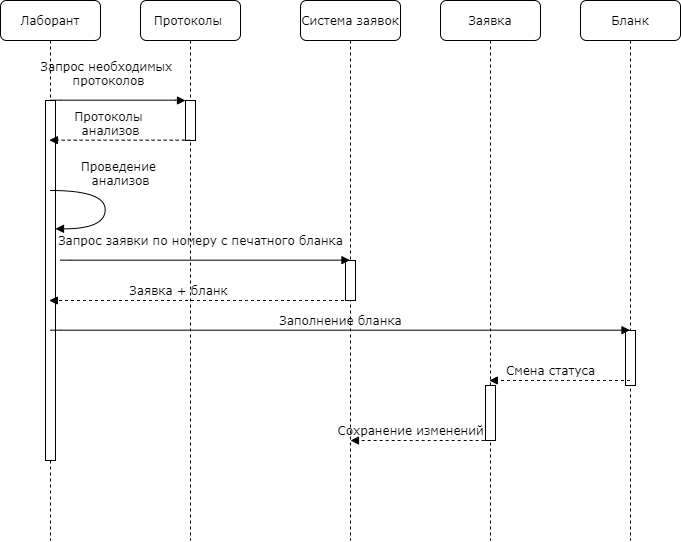 Лаборант
Протоколы
Система заявок
Заявка
Бланк
Запрос необходимых
протоколов
Протоколы
анализов
Проведение
анализов
Запрос заявки по номеру с печатного бланка
Заявка + бланк
Заполнение бланка
Смена статуса
Сохранение изменений